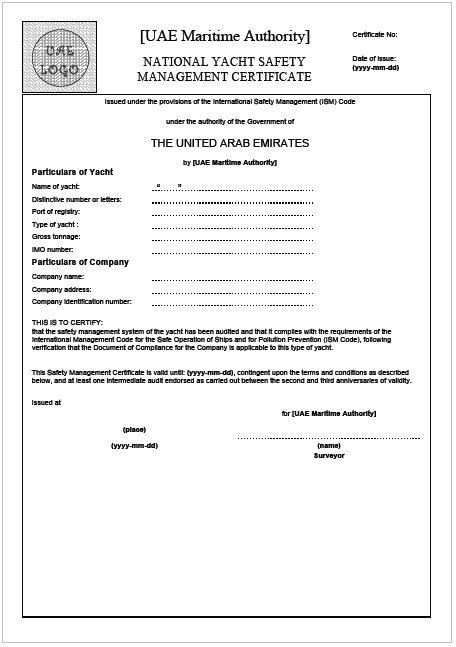 UAE
LOGO
[UAE Maritime Authority]
NATIONAL YACHT SAFETY
MANAGEMENT CERTIFICATE
Certificate No:
Date of issue:
(yyyy-mm-dd)
Issued under the provisions of the International Safety Management (ISM) Code
under the authority of the Government of
THE UNITED ARAB EMIRATES
by [UAE Maritime Authority]
Particulars of Yacht
Name of yacht: " "
Distinctive number or letters:
Port of registry:
Type of yacht :
Gross tonnage:
IMO number:
Particulars of Company
Company name:
Company address:
Company identification number:
THIS IS TO CERTIFY:
that the safety management system of the yacht has been audited and that it complies with the requirements of the
International Management Code for the Safe Operation of Ships and for Pollution Prevention (ISM Code), following
verification that the Document of Compliance for the Company is applicable to this type of yacht.
This Safety Management Certificate is valid until: (yyyy-mm-dd), contingent upon the terms and conditions as described
below, and at least one intermediate audit endorsed as carried out between the second and third anniversaries of validity.
Issued at
for [UAE Maritime Authority]
(place)
(yyyy-mm-dd)
(name)
Surveyor